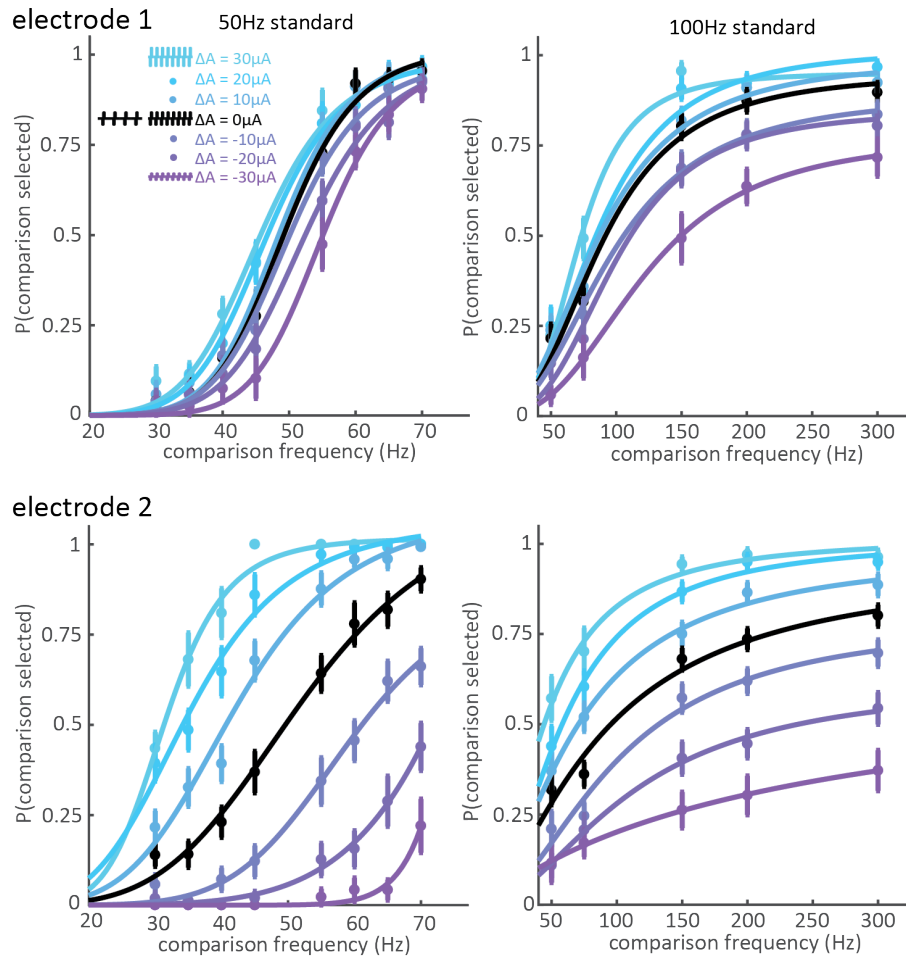 electrode 1
50Hz standard
100Hz standard
P(comparison selected)
1
0.75
0.5
0.25
0
ΔA = 30µA
ΔA = 20µA
ΔA = 10µA
ΔA = 0µA
ΔA = -10µA
ΔA = -20µA
ΔA = -30µA
20 30 40 50 60 70
comparison frequency (Hz)
P(comparison selected)
1
0.75
0.5
0.25
0
50 100 150 200 250 300
comparison frequency (Hz)
electrode 2
P(comparison selected)
1
0.75
0.5
0.25
0
20 30 40 50 60 70
comparison frequency (Hz)
P(comparison selected)
1
0.75
0.5
0.25
0
50 100 150 200 250 300
comparison frequency (Hz)